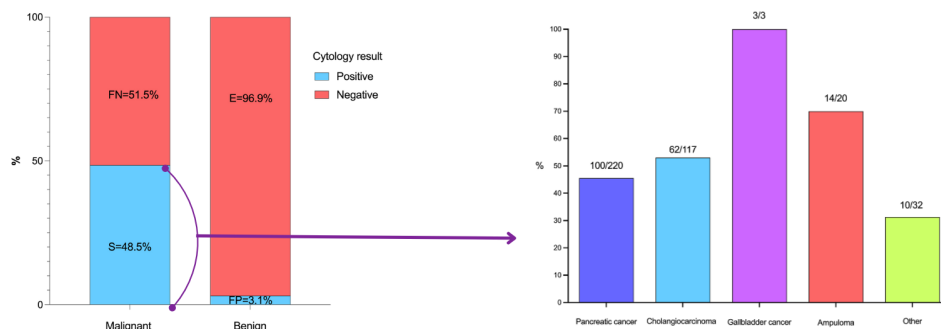 100
50
0
%
FN=51.5%
E=96.9%
S=48.5%
FP=3.1%
Malignant
Benign
Cytology result
Positive
Negative
100
90
80
70
60
50
40
30
20
10
0
%
100/220
62/117
3/3
14/20
10/32
Pancreatic cancer
Cholangiocarcinoma
Gallbladder cancer
Ampuloma
Other